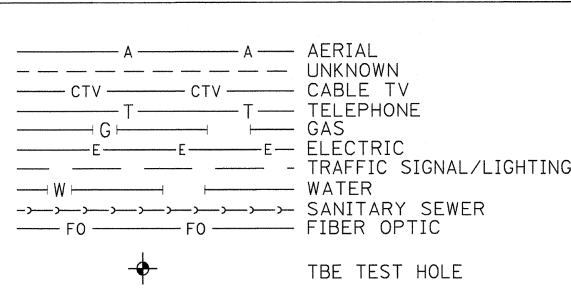 A A AERIAL
UNKNOWN
CTV CTV CABLE TV
T T TELEPHONE
G GAS
E E E ELECTRIC
TRAFFIC SIGNAL/LIGHTING
W WATER
SANITARY SEWER
FO FO FIBER OPTIC
TBE TEST HOLE